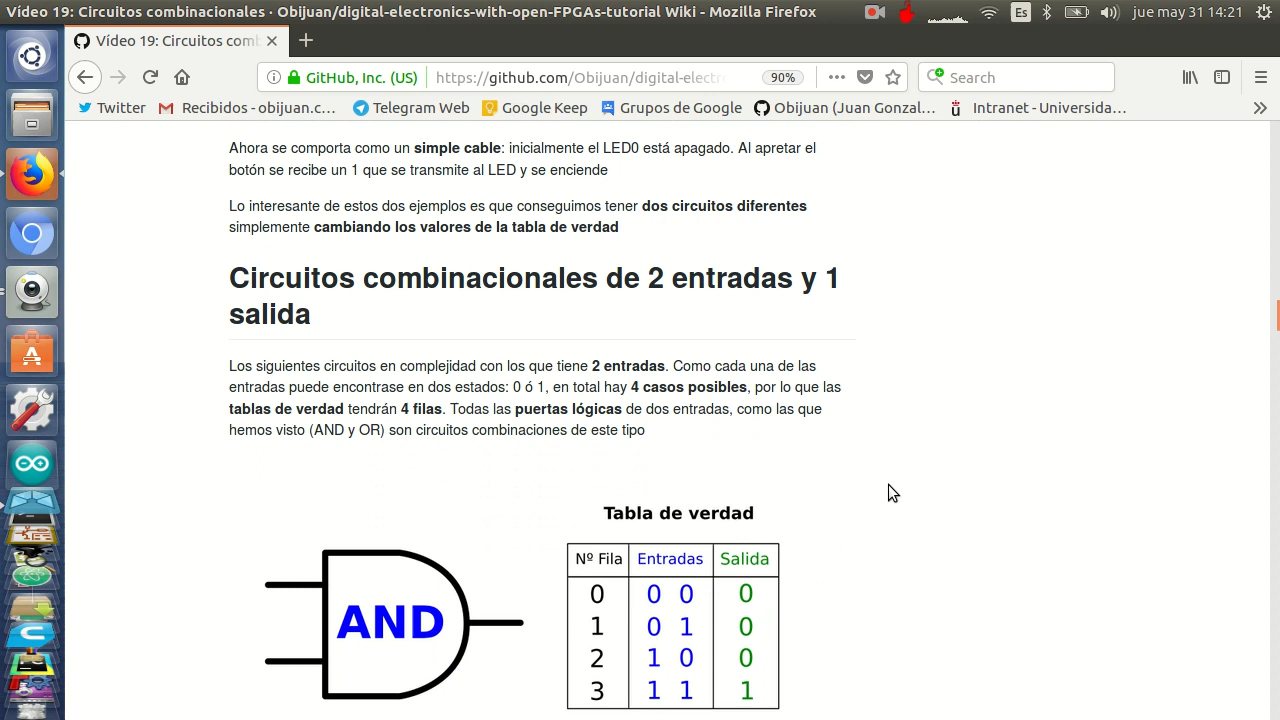 Vídeo 19: Circuitos combinacionales · Obijuan/digital-electronics-with-open-FPGAs-tutorial Wiki - Mozilla Firefox
Es
jue may 31 14:21
Vídeo 19: Circuitos com
GitHub, Inc. (US)
https://github.com/Obijuan/digital-electr
90%
Search
Twitter
Recibidos - obijuan.c...
Telegram Web
Google Keep
Grupos de Google
Obijuan (Juan Gonzal...
Intranet - Universida...
Ahora se comporta como un simple cable: inicialmente el LED0 está apagado. Al apretar el
botón se recibe un 1 que se transmite al LED y se enciende
Lo interesante de estos dos ejemplos es que conseguimos tener dos circuitos diferentes
simplemente cambiando los valores de la tabla de verdad
Circuitos combinacionales de 2 entradas y 1
salida
Los siguientes circuitos en complejidad con los que tiene 2 entradas. Como cada una de las
entradas puede encontrase en dos estados: 0 ó 1, en total hay 4 casos posibles, por lo que las
tablas de verdad tendrán 4 filas. Todas las puertas lógicas de dos entradas, como las que
hemos visto (AND y OR) son circuitos combinaciones de este tipo
AND
Tabla de verdad
Nº Fila Entradas Salida
0 0 0 0
1 0 1 0
2 1 0 0
3 1 1 1